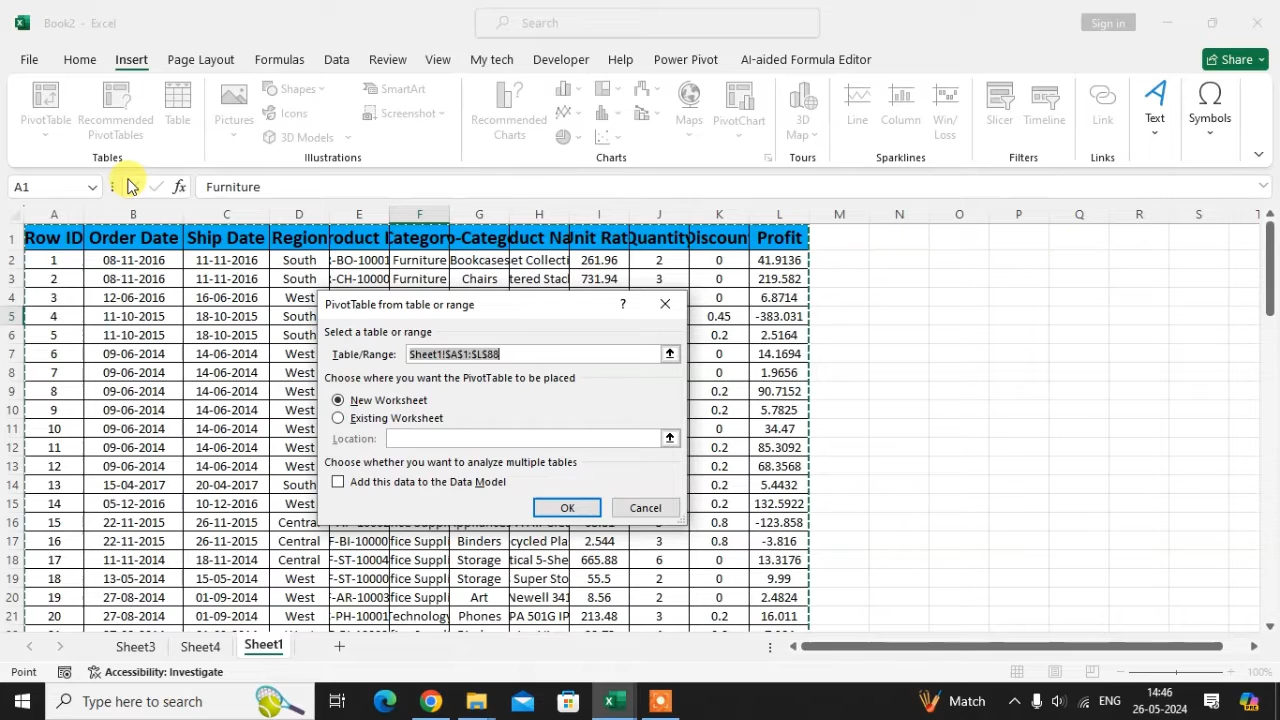 Book2 - Excel
Search
Sign in
File Home Insert Page Layout Formulas Data Review View My tech Developer Help Power Pivot AI-aided Formula Editor Share
PivotTable
Recommended PivotTables
Table
Pictures
Shapes
Icons
3D Models
SmartArt
Screenshot
Recommended Charts
Maps
PivotChart
3D Map
Line
Column
Win/ Loss
Slicer
Timeline
Link
Text
Symbols
Tables Illustrations Charts Tours Sparklines Filters Links
A1 fx Furniture
A B C D E F G H I J K L M N O P Q R S T
1 Row ID Order Date Ship Date Region roduct I Categor o-Categ duct Na Init Rat Quantity Discoun Profit
2 1 08-11-2016 11-11-2016 South -BO-10001 Furniture Bookcases et Collecti 261.96 2 0 41.9136
3 2 08-11-2016 11-11-2016 South -CH-10000 Furniture Chairs tered Stac 731.94 3 0 219.582
4 3 12-06-2016 16-06-2016 West 0 6.8714
5 4 11-10-2015 18-10-2015 South 0.45 -383.031
6 5 11-10-2015 18-10-2015 South 0.2 2.5164
7 6 09-06-2014 14-06-2014 West 0 14.1694
8 7 09-06-2014 14-06-2014 West 0 1.9656
9 8 09-06-2014 14-06-2014 West 0.2 90.7152
10 9 09-06-2014 14-06-2014 West 0.2 5.7825
11 10 09-06-2014 14-06-2014 West 0 34.47
12 11 09-06-2014 14-06-2014 West 0.2 85.3092
13 12 09-06-2014 14-06-2014 West 0.2 68.3568
14 13 15-04-2017 20-04-2017 South 0.2 5.4432
15 14 05-12-2016 10-12-2016 West 0.2 132.5922
16 15 22-11-2015 26-11-2015 Central 0.8 -123.858
17 16 22-11-2015 26-11-2015 Central F-BI-10000 fice Suppli Binders cycled Pla 2.544 3 0.8 -3.816
18 17 11-11-2014 18-11-2014 Central F-ST-10004 fice Suppli Storage tical 5-She 665.88 6 0 13.3176
19 18 13-05-2014 15-05-2014 West F-ST-10000 fice Suppli Storage Super Sto 55.5 2 0 9.99
20 19 27-08-2014 01-09-2014 West F-AR-10003 fice Suppli Art Newell 341 8.56 2 0 2.4824
21 20 27-08-2014 01-09-2014 West -PH-10001 Technology Phones PA 501G IP 213.48 3 0.2 16.011
PivotTable from table or range ?
Select a table or range
Table/Range: Sheet1!$A$1:$L$88
Choose where you want the PivotTable to be placed
New Worksheet
Existing Worksheet
Location:
Choose whether you want to analyze multiple tables
Add this data to the Data Model
OK Cancel
Sheet3 Sheet4 Sheet1
Point Accessibility: Investigate 100%
Type here to search
Match
ENG
14:46
26-05-2024